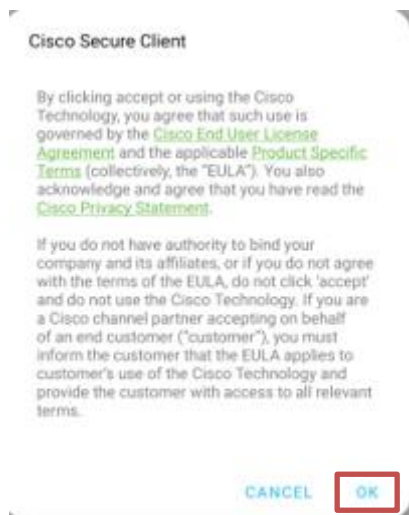 Cisco Secure Client
By clicking accept or using the Cisco
Technology, you agree that such use is
governed by the Cisco End User License
Agreement and the applicable Product Specific
Terms (collectively, the "EULA"). You also
acknowledge and agree that you have read the
Cisco Privacy Statement.
If you do not have authority to bind your
company and its affiliates, or if you do not agree
with the terms of the EULA, do not click 'accept'
and do not use the Cisco Technology. If you are
a Cisco channel partner accepting on behalf
of an end customer ("customer"), you must
inform the customer that the EULA applies to
customer's use of the Cisco Technology and
provide the customer with access to all relevant
terms.
CANCEL OK